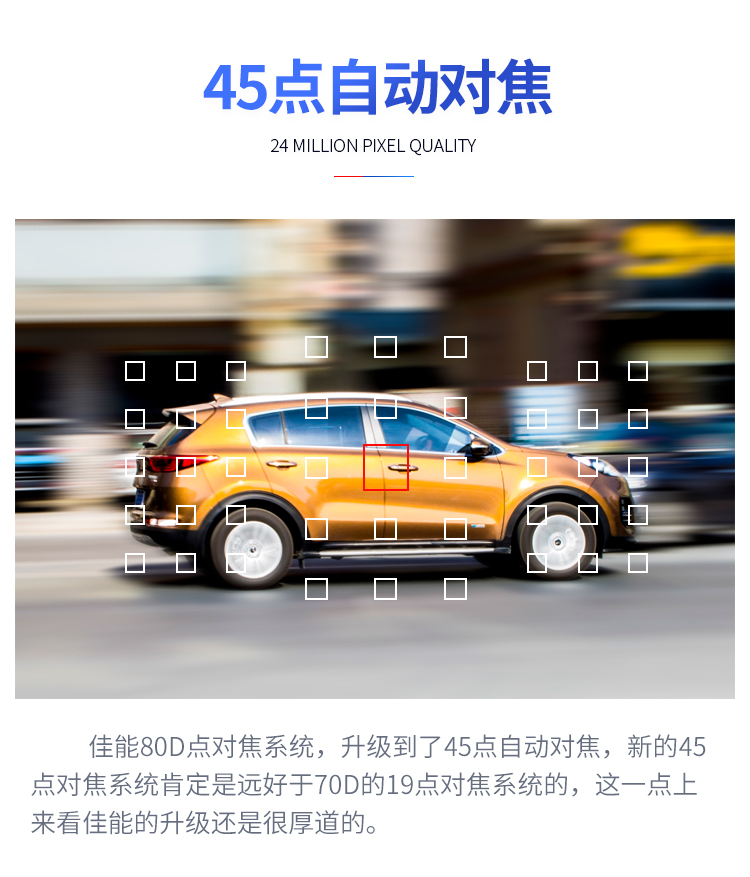 45点自动对焦
24 MILLION PIXEL QUALITY
佳能80D点对焦系统，升级到了45点自动对焦，新的45
点对焦系统肯定是远好于70D的19点对焦系统的，这一点上
来看佳能的升级还是很厚道的。